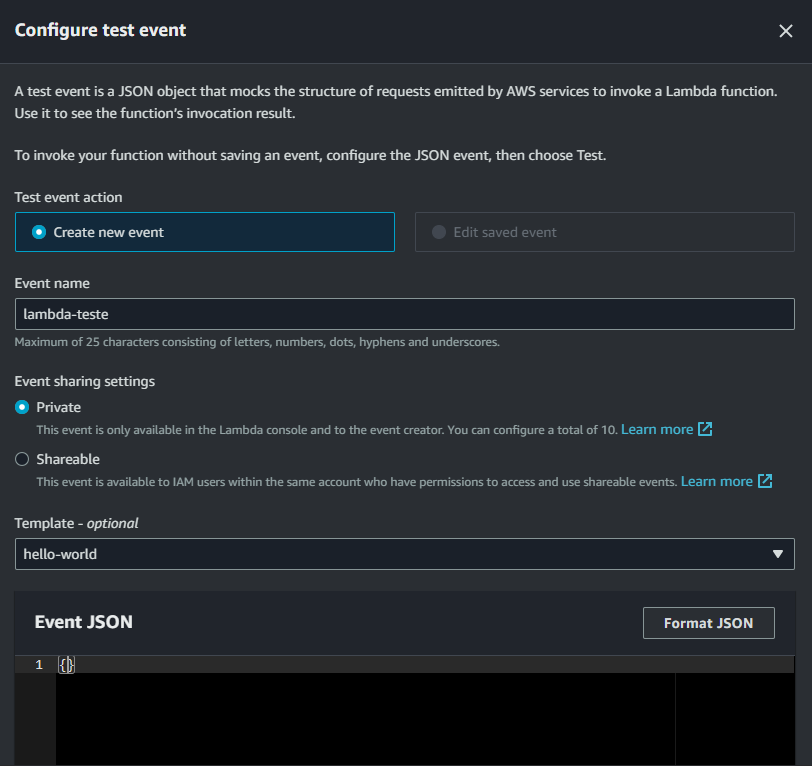 Configure test event
A test event is a JSON object that mocks the structure of requests emitted by AWS services to invoke a Lambda function.
Use it to see the function's invocation result.
To invoke your function without saving an event, configure the JSON event, then choose Test.
Test event action
Create new event
Edit saved event
Event name
lambda-teste
Maximum of 25 characters consisting of letters, numbers, dots, hyphens and underscores.
Event sharing settings
Private
This event is only available in the Lambda console and to the event creator. You can configure a total of 10. Learn more
Shareable
This event is available to IAM users within the same account who have permissions to access and use shareable events. Learn more
Template - optional
hello-world
Event JSON
Format JSON
1 {}